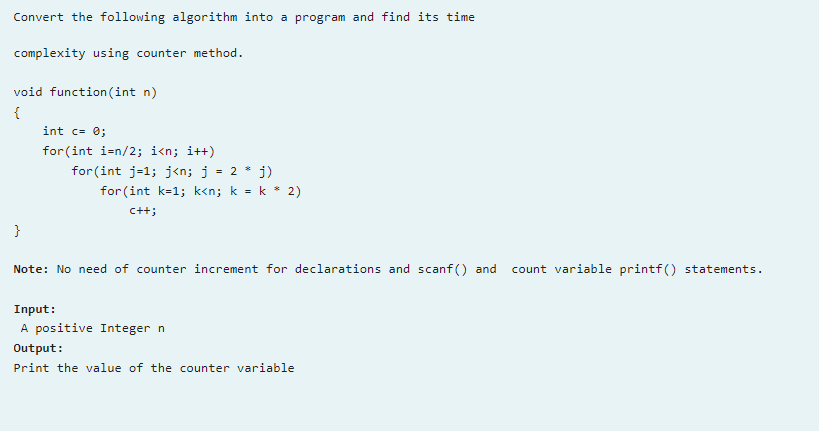 Convert the following algorithm into a program and find its time
complexity using counter method.
void function(int n)
{
    int c= 0;
    for(int i=n/2; i<n; i++)
        for(int j=1; j<n; j = 2 * j)
            for(int k=1; k<n; k = k * 2)
                c++;
}
Note: No need of counter increment for declarations and scanf() and  count variable printf() statements.
Input:
 A positive Integer n
Output:
Print the value of the counter variable